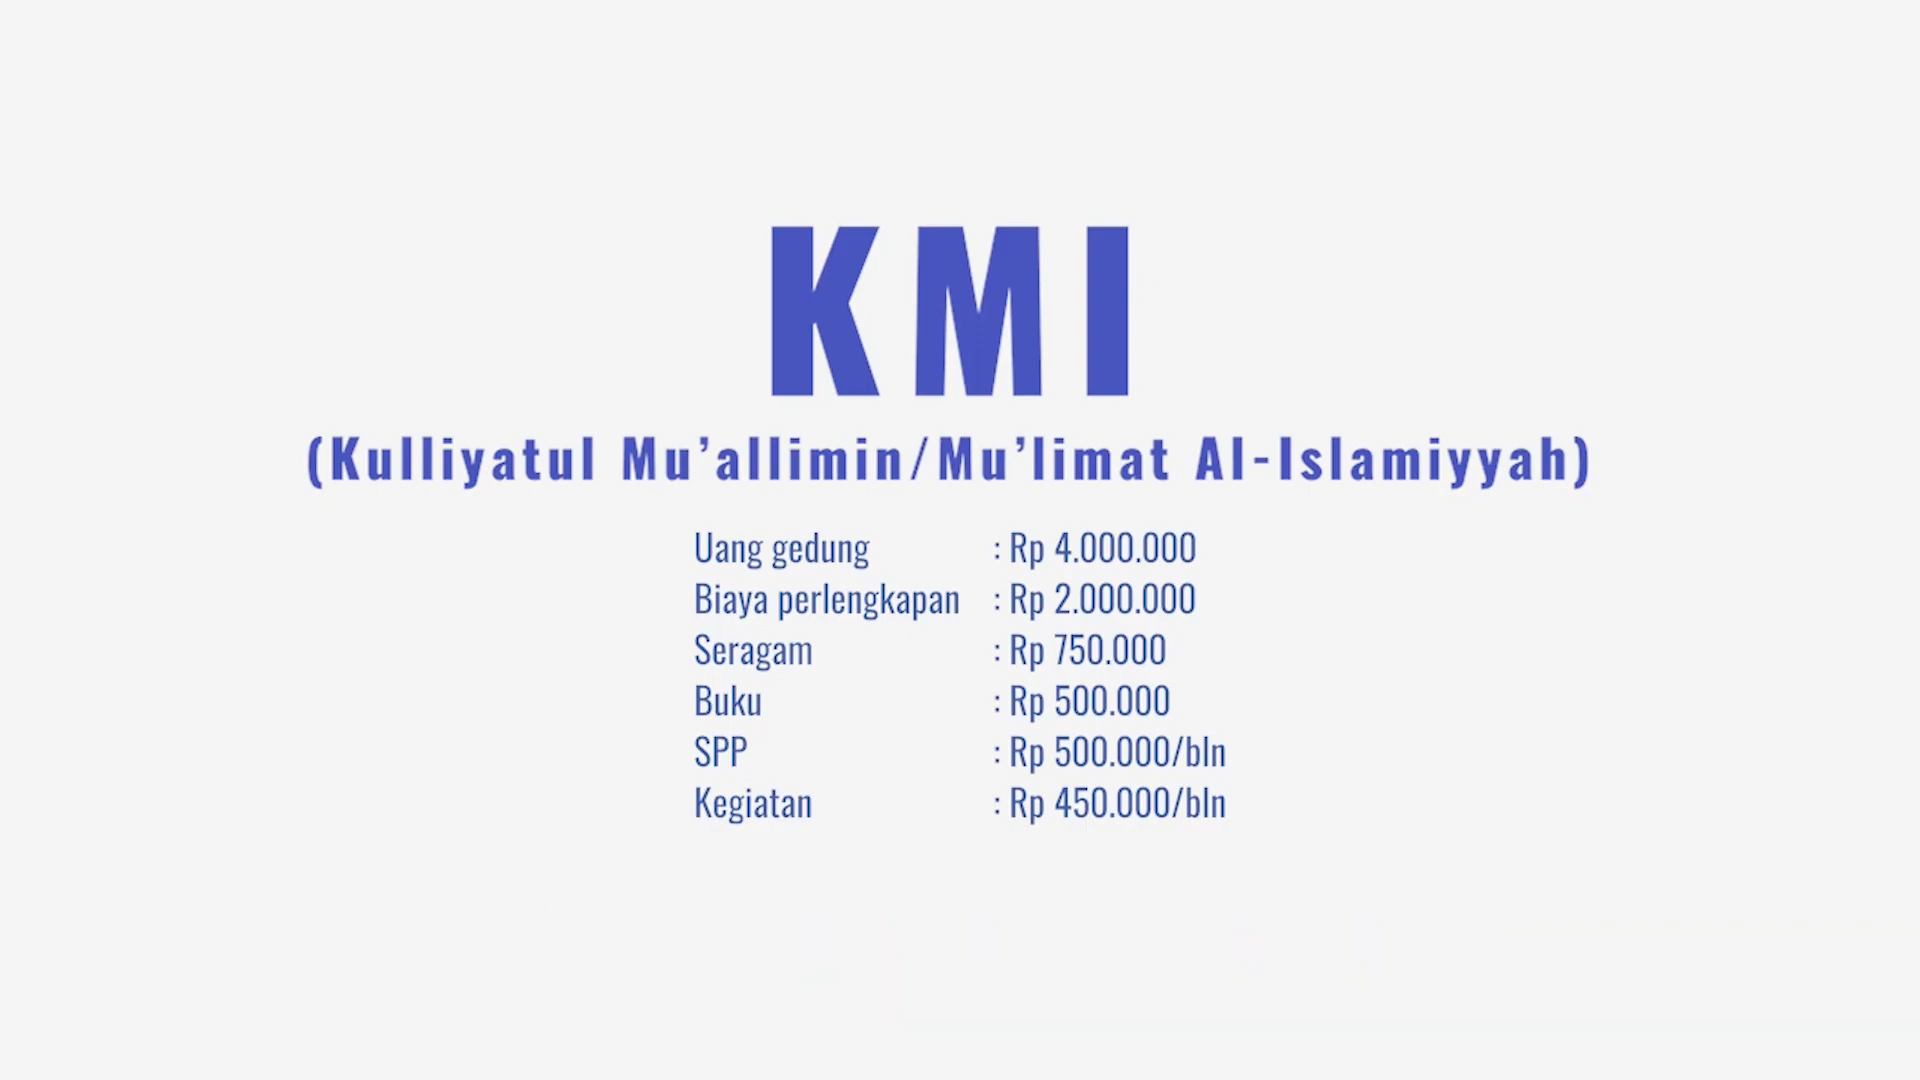 KMI
(Kulliyatul Mu’allimin/Mu’limat Al-Islamiyyah)
Uang gedung : Rp 4.000.000
Biaya perlengkapan : Rp 2.000.000
Seragam : Rp 750.000
Buku : Rp 500.000
SPP : Rp 500.000/bln
Kegiatan : Rp 450.000/bln